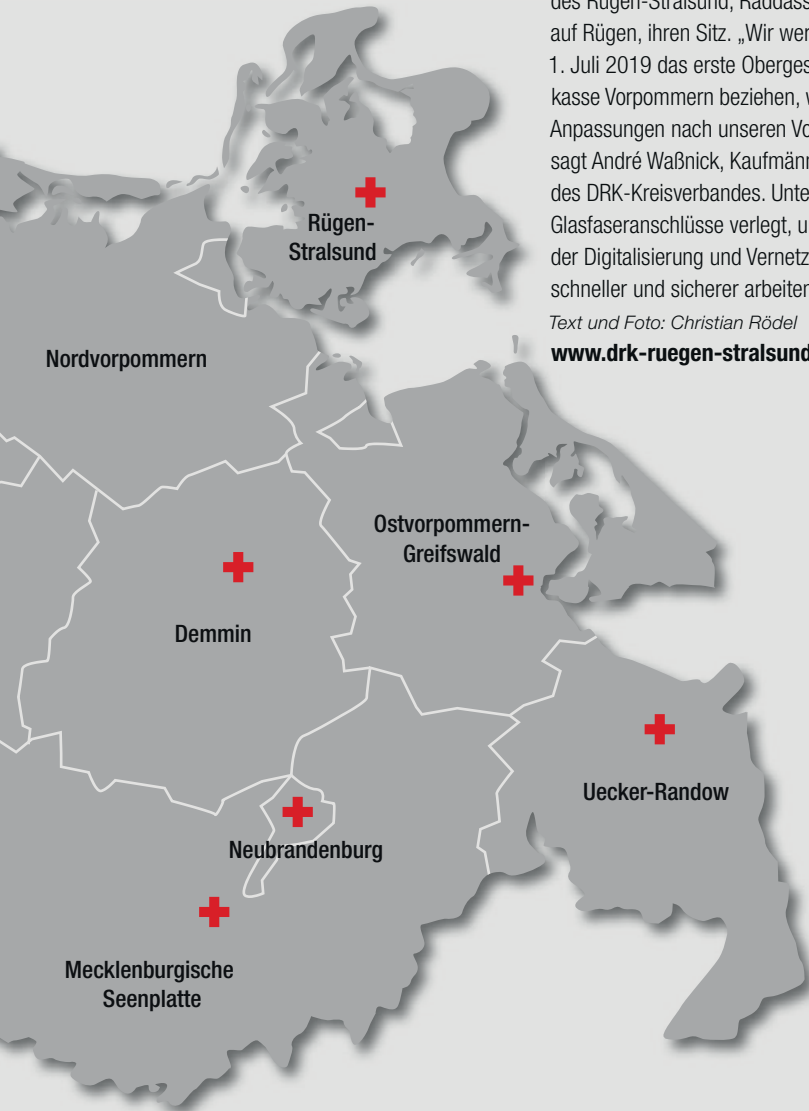 des Rügen-Stralsund, Raddas
auf Rügen, ihren Sitz. „Wir wer
1. Juli 2019 das erste Oberges
kasse Vorpommern beziehen, v
Anpassungen nach unseren Vo
sagt André Waßnick, Kaufmänn
des DRK-Kreisverbandes. Unte
Glasfaseranschlüsse verlegt, u
der Digitalisierung und Vernetz
schneller und sicherer arbeiten
Text und Foto: Christian Rödel
www.drk-ruegen-stralsund
Rügen-
Stralsund
Nordvorpommern
Ostvorpommern-
Greifswald
Demmin
Uecker-Randow
Neubrandenburg
Mecklenburgische
Seenplatte